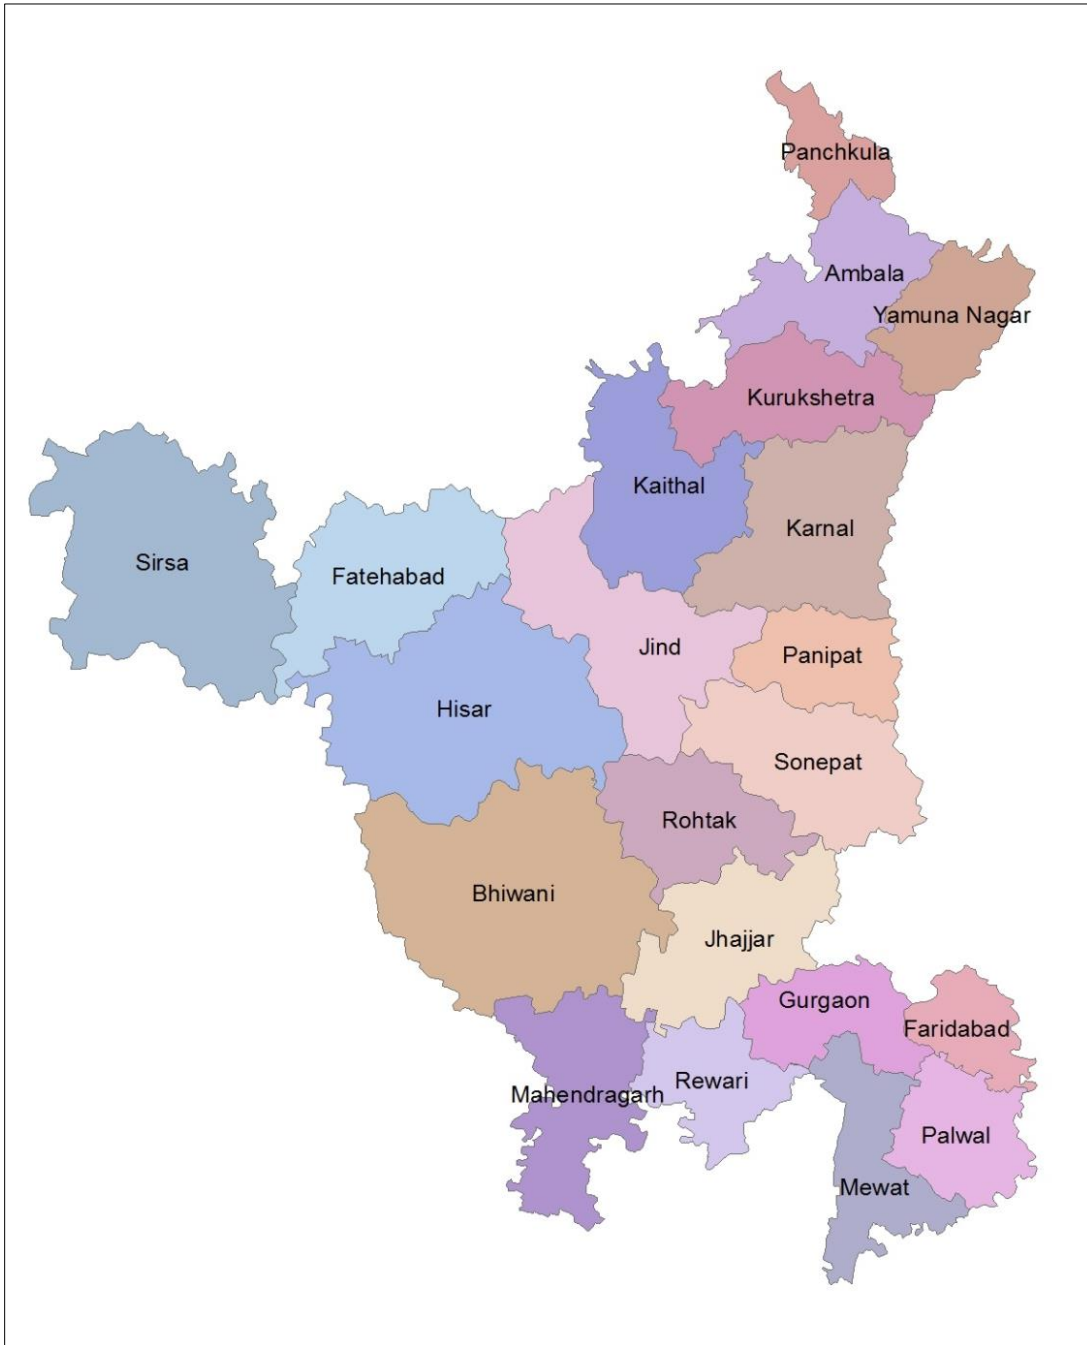 Panchkula
Ambala
Yamuna Nagar
Kurukshetra
Kaithal
Karnal
Sirsa
Fatehabad
Jind
Panipat
Hisar
Sonepat
Rohtak
Bhiwani
Jhajjar
Gurgaon
Faridabad
Rewari
Mahendragarh
Palwal
Mewat